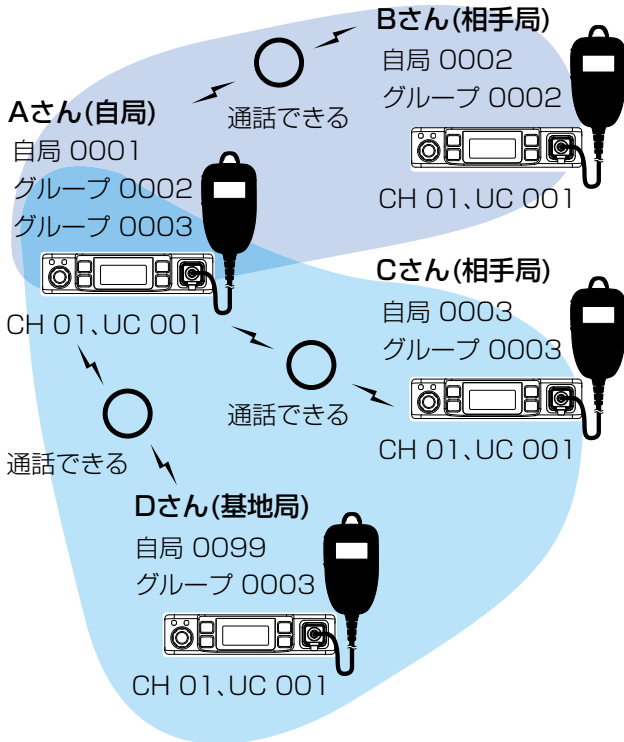 Bさん(相手局)
自局 0002
グループ 0002
CH 01、UC 001
通話できる
Aさん(自局)
自局 0001
グループ 0002
グループ 0003
CH 01、UC 001
Cさん(相手局)
自局 0003
グループ 0003
CH 01、UC 001
通話できる
通話できる
Dさん(基地局)
自局 0099
グループ 0003
CH 01、UC 001